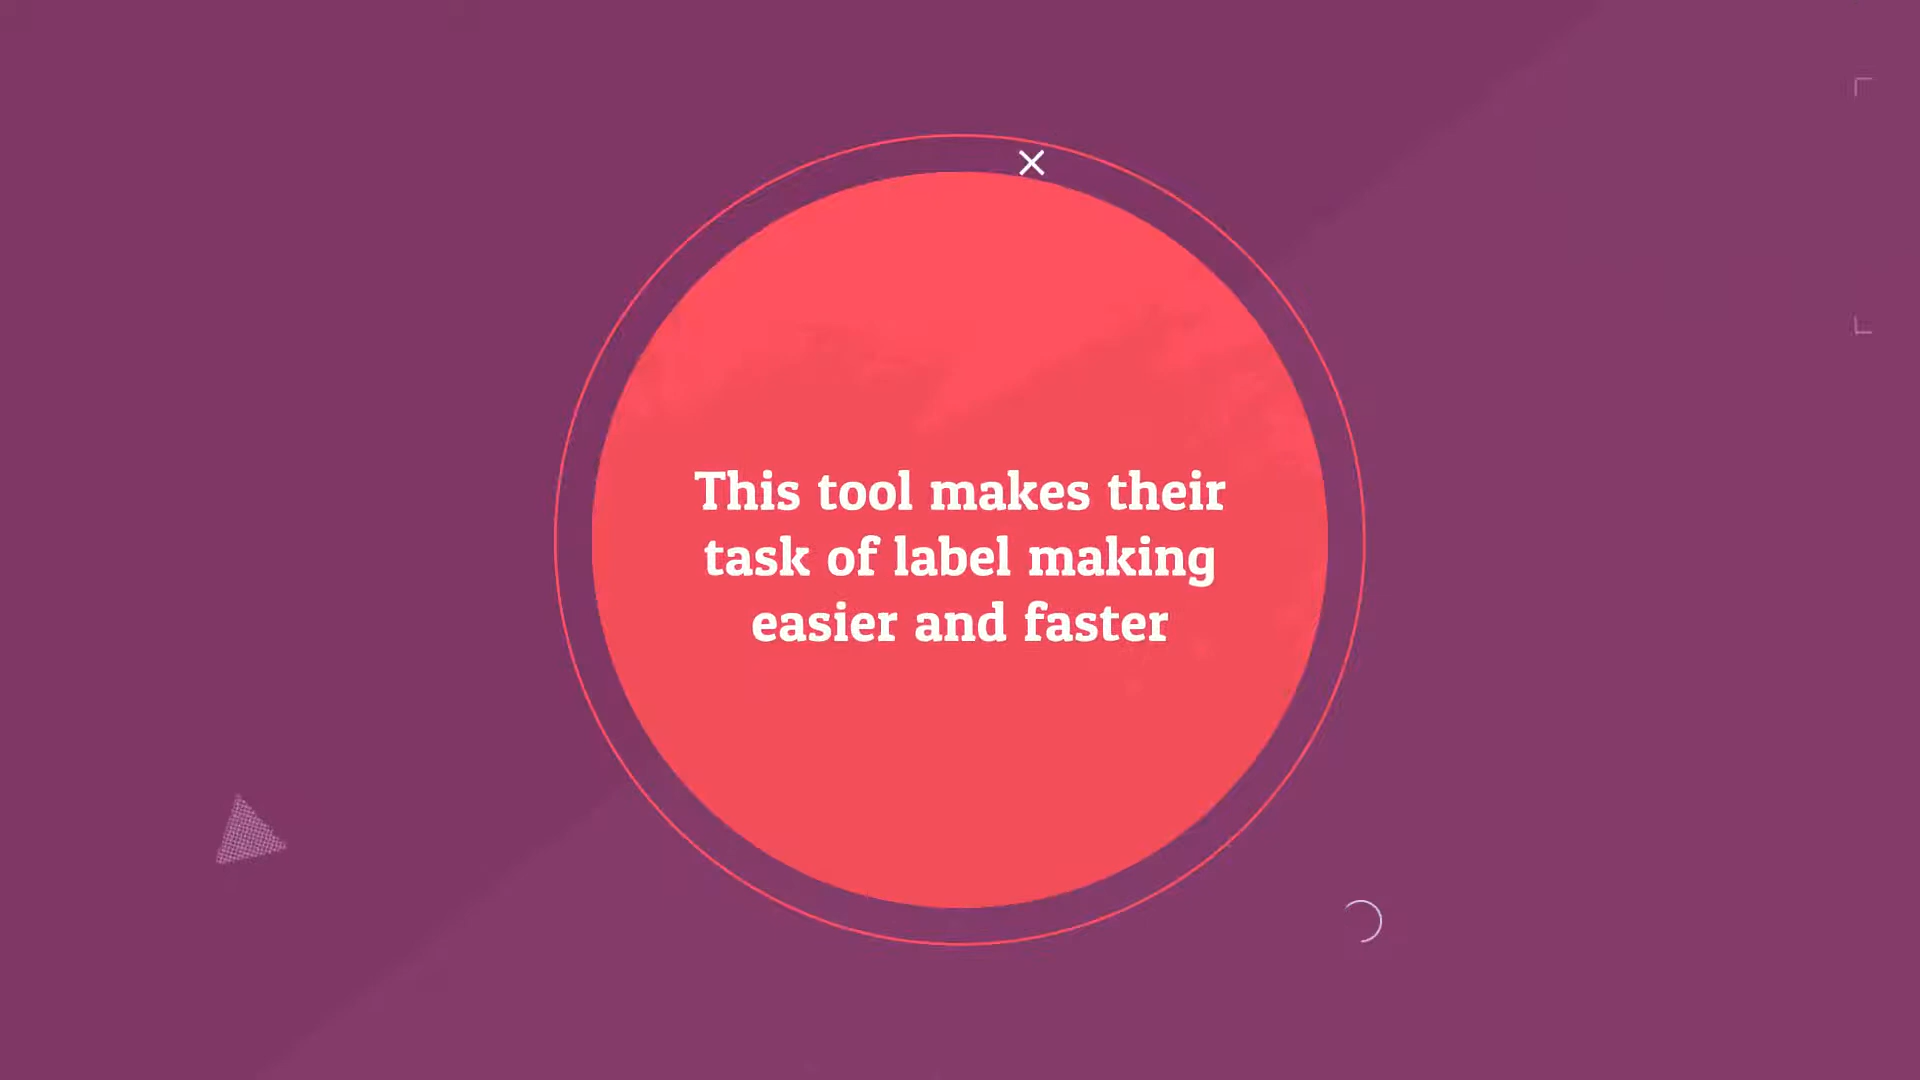 This tool makes their
task of label making
easier and faster